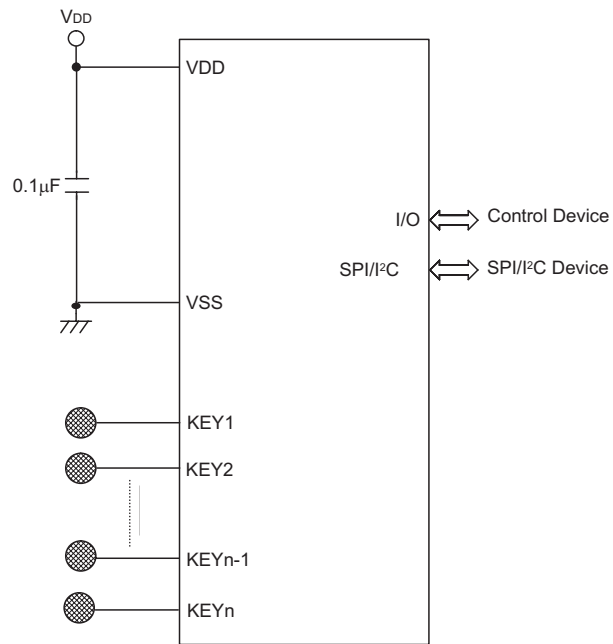 VDD
VDD
0.1μF
I/O
Control Device
SPI/I²C
SPI/I²C Device
VSS
KEY1
KEY2
KEYn-1
KEYn